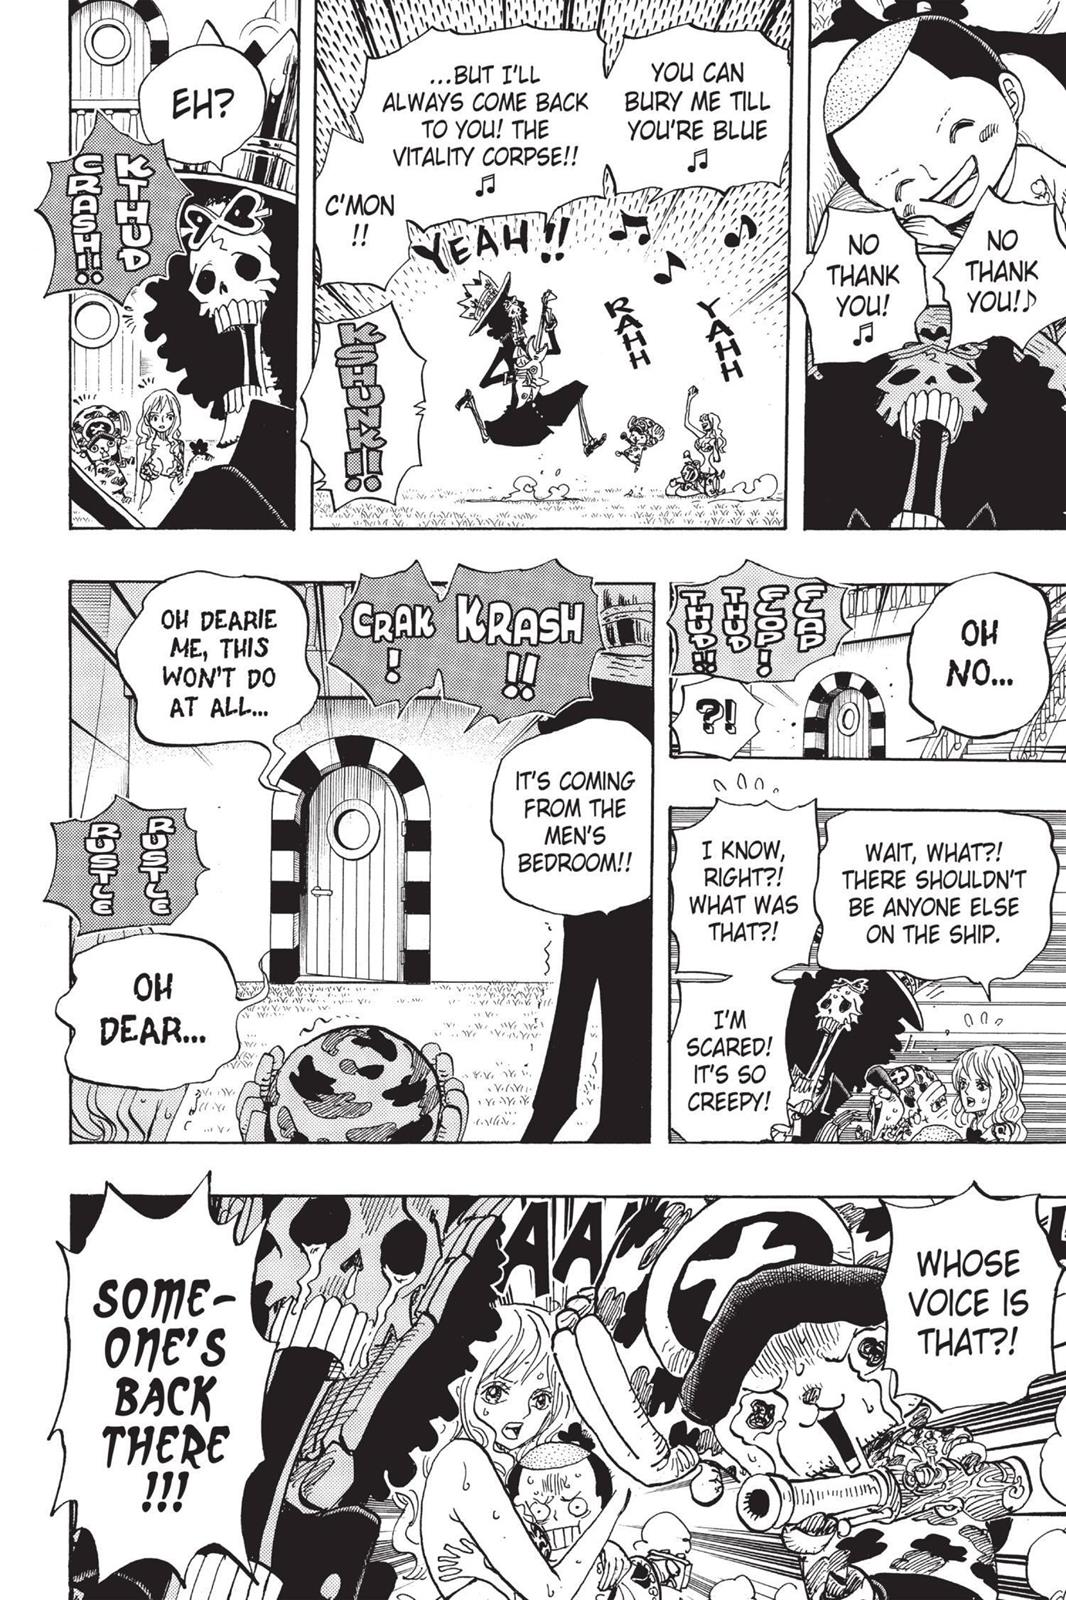 NO
THANK
YOU!♪
NO
THANK
YOU!
♫
YOU CAN
BURY ME TILL
YOU'RE BLUE
♫
...BUT I'LL
ALWAYS COME BACK
TO YOU! THE
VITALITY CORPSE!!
♫
C'MON
!!
YEAH!!
♫
♪
♪
YAHH
RAHH
KSHUNK!!
EH?
KTHUD
CRASH!!
OH
NO...
FLAP
FLOP!
THUD
THUD!!
?!
WAIT, WHAT?!
THERE SHOULDN'T
BE ANYONE ELSE
ON THE SHIP.
I KNOW,
RIGHT?!
WHAT WAS
THAT?!
I'M
SCARED!
IT'S SO
CREEPY!
KRASH
!!
CRAK
!
OH DEARIE
ME, THIS
WON'T DO
AT ALL...
IT'S COMING
FROM THE
MEN'S
BEDROOM!!
RUSTLE
RUSTLE
OH
DEAR...
WHOSE
VOICE IS
THAT?!
AAA
SOME-
ONE'S
BACK
THERE
!!!